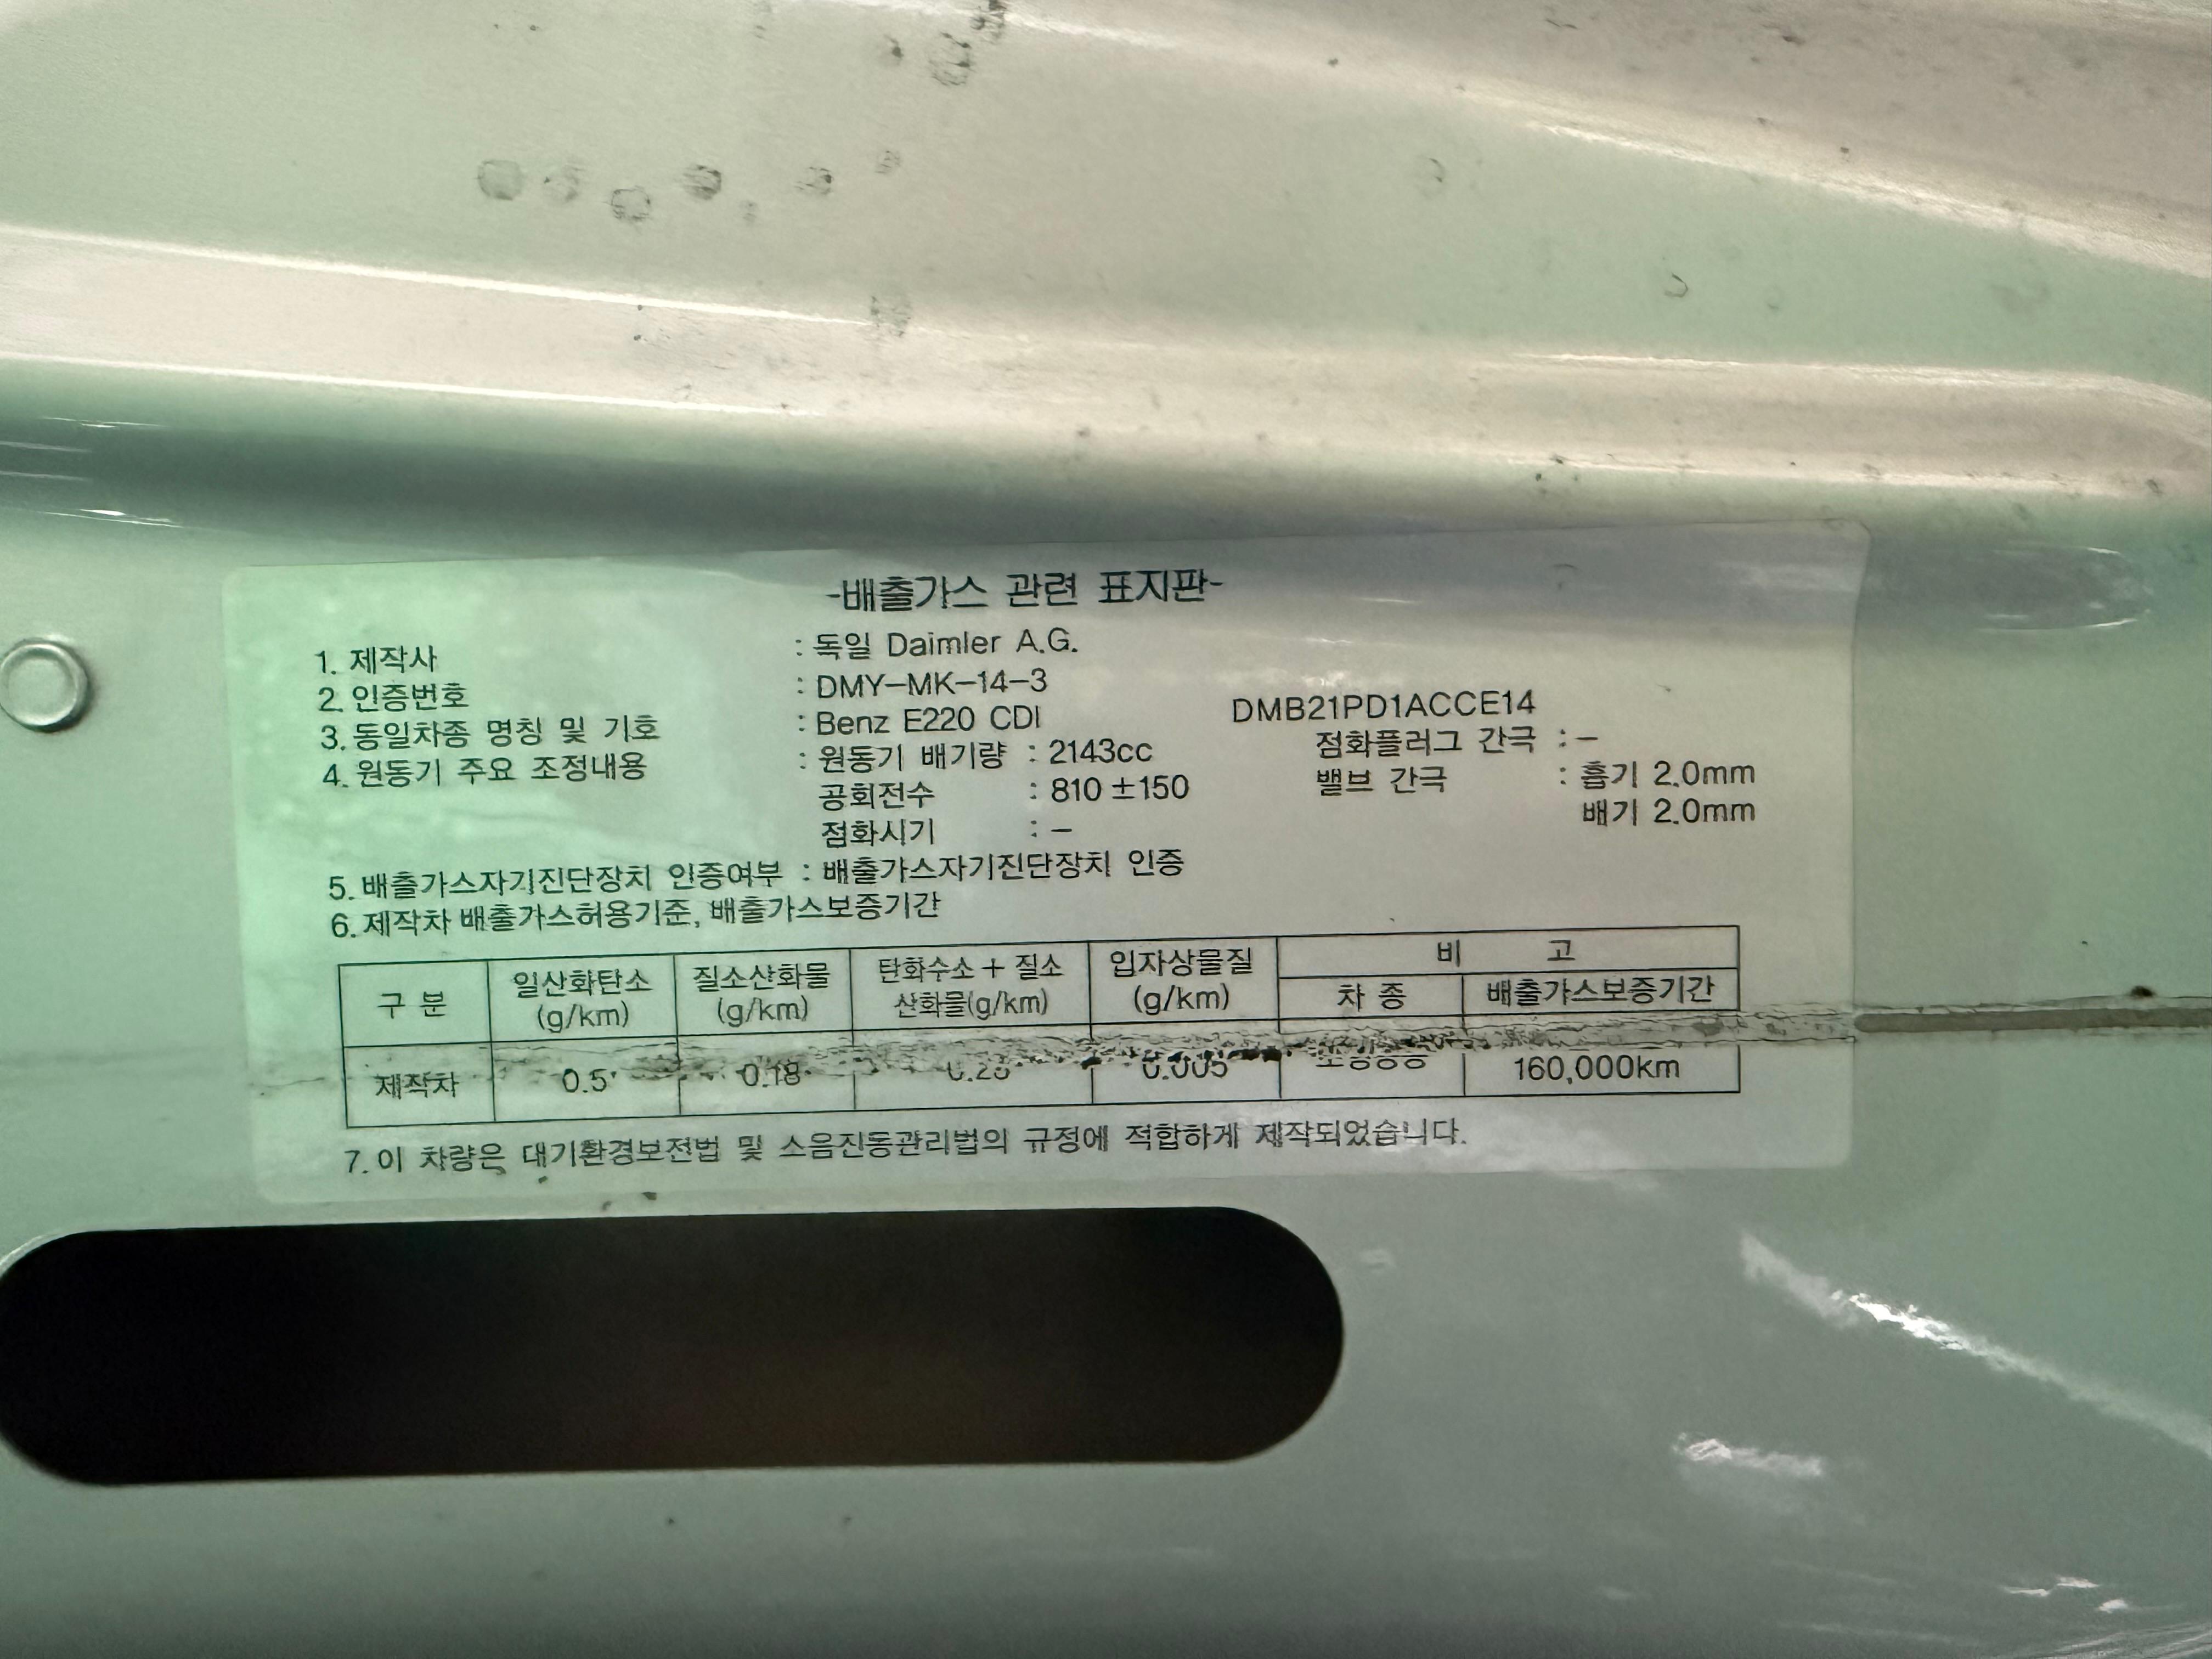 -배출가스 관련 표지판-
1. 제작사 : 독일 Daimler A.G.
2. 인증번호 : DMY-MK-14-3
3. 동일차종 명칭 및 기호 : Benz E220 CDI DMB21PD1ACCE14
4. 원동기 주요 조정내용 : 원동기 배기량 : 2143cc 점화플러그 간극 : -
공회전수 : 810 ±150 밸브 간극 : 흡기 2.0mm
점화시기 : - 배기 2.0mm
5. 배출가스자기진단장치 인증여부 : 배출가스자기진단장치 인증
6. 제작차 배출가스허용기준, 배출가스보증기간
구 분 일산화탄소 (g/km) 질소산화물 (g/km) 탄화수소 + 질소 산화물(g/km) 입자상물질 (g/km) 비 고
차 종 배출가스보증기간
제작차 0.5 0.18 0.005 160,000km
7. 이 차량은 대기환경보전법 및 소음진동관리법의 규정에 적합하게 제작되었습니다.